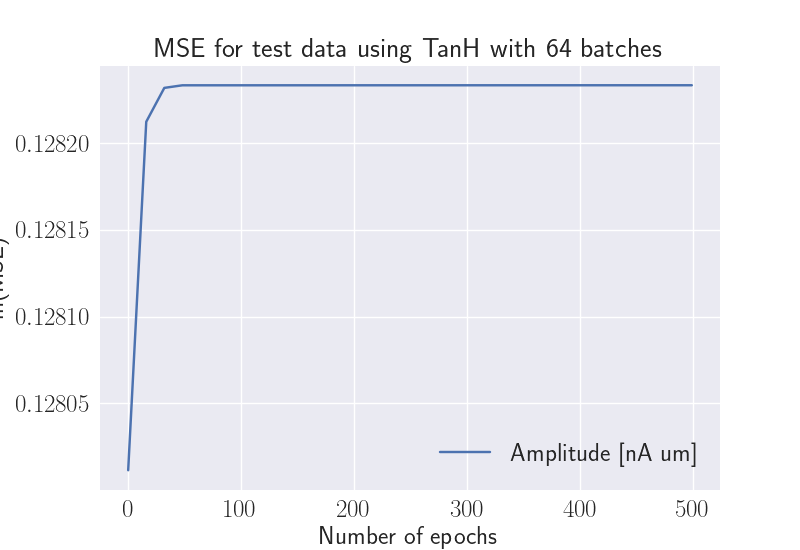 MSE for test data using TanH with 64 batches
0.12820
0.12815
0.12810
0.12805
Amplitude [nA um]
0 100 200 300 400 500
Number of epochs